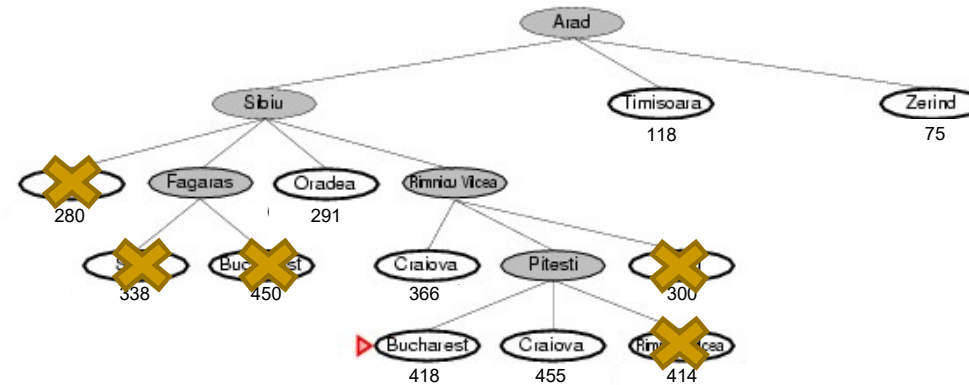 Arad
Sibiu Timisoara Zerind
118 75
Fagaras Oradea Rimnicu Vilcea
280 291
Craiova Pitesti
338 450 366 300
Bucharest Craiova
418 455 414